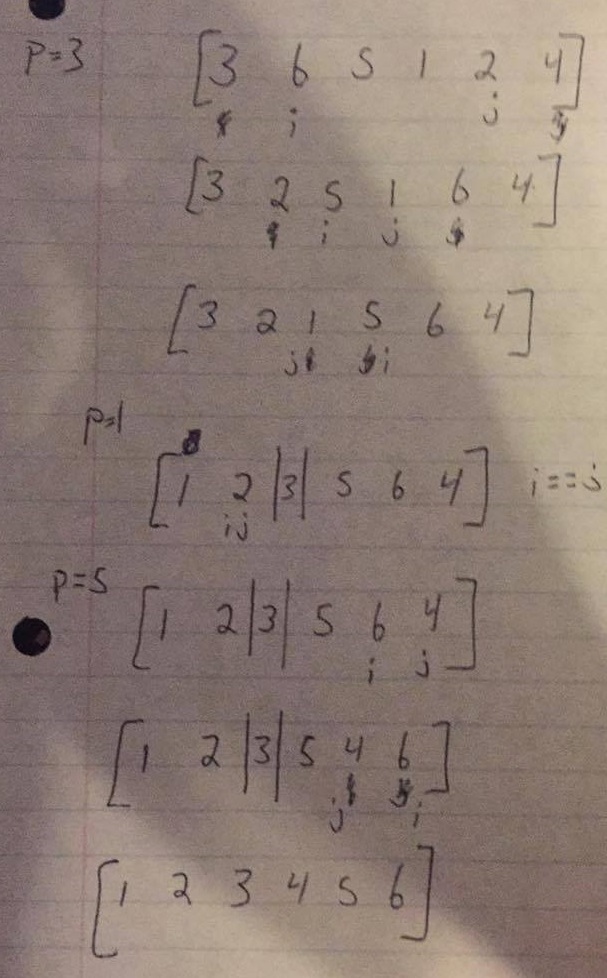 p=3 [3 6 5 1 2 4]
i j
[3 2 5 1 6 4]
i j
[3 2 1 5 6 4]
j i
p=1
[1 2 |3| 5 6 4] i==j
ij
p=5 [1 2 |3| 5 6 4]
i j
[1 2 |3| 5 4 6]
j i
[1 2 3 4 5 6]